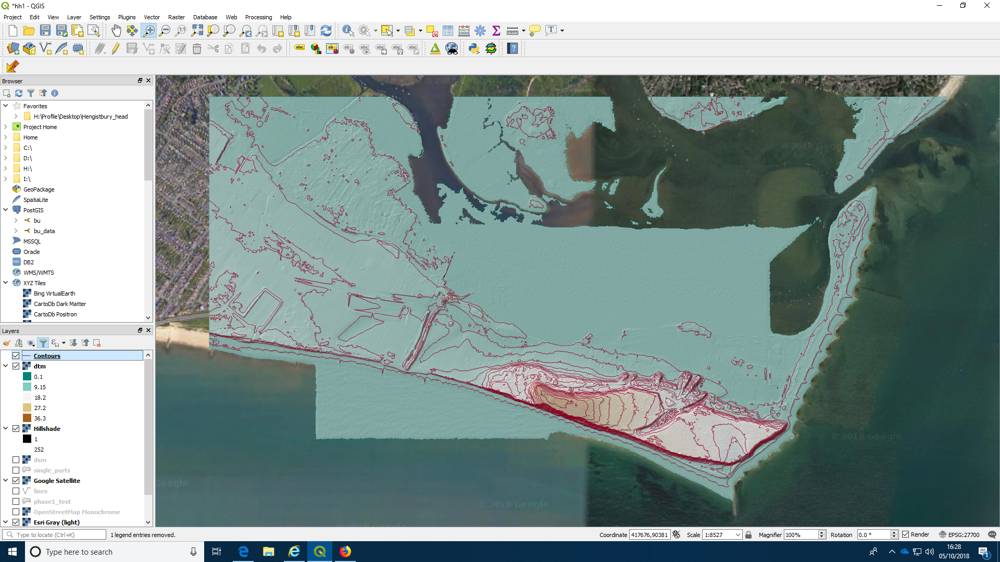 *hh1 - QGIS
Project Edit View Layer Settings Plugins Vector Raster Database Web Processing Help
Browser
Favorites
H:\Profile\Desktop\Hengistbury_head
Project Home
Home
C:\
D:\
H:\
I:\
GeoPackage
SpatiaLite
PostGIS
bu
bu_data
MSSQL
Oracle
DB2
WMS/WMTS
XYZ Tiles
Bing VirtualEarth
CartoDb Dark Matter
CartoDb Positron
Layers
Contours
dtm
0.1
9.15
18.2
27.2
36.3
Hillshade
1
252
dsm
single_parts
Google Satellite
lines
phase1_test
OpenStreetMap Monochrome
Esri Gray (light)
Google
© 2018 Google
© 2018 Google
Type to locate (Ctrl+K)
1 legend entries removed.
Coordinate 417676,90381 Scale 1:8527 Magnifier 100% Rotation 0.0 ° Render EPSG:27700
Type here to search
16:28
05/10/2018
1